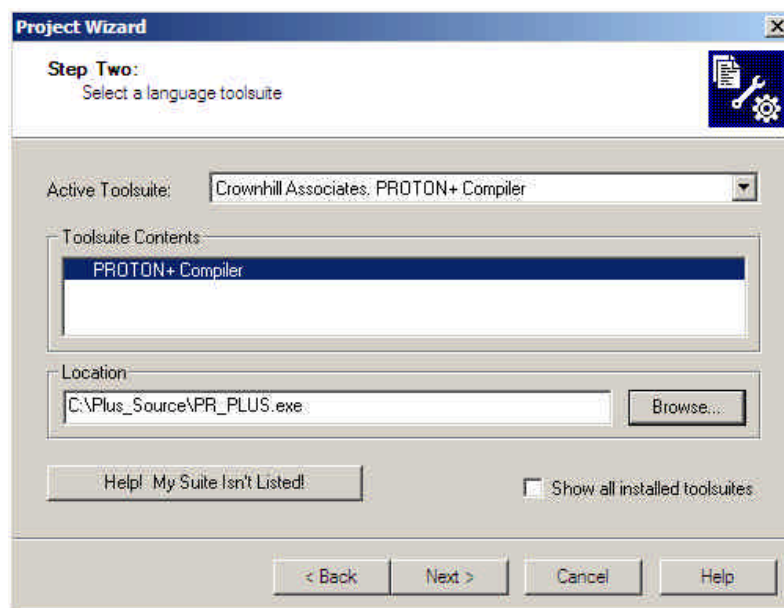 Project Wizard
Step Two:
Select a language toolsuite
Active Toolsuite: Crownhill Associates, PROTON+ Compiler
Toolsuite Contents
PROTON+ Compiler
Location
C:\Plus_Source\PR_PLUS.exe Browse...
Help! My Suite Isn't Listed! Show all installed toolsuites
< Back Next > Cancel Help